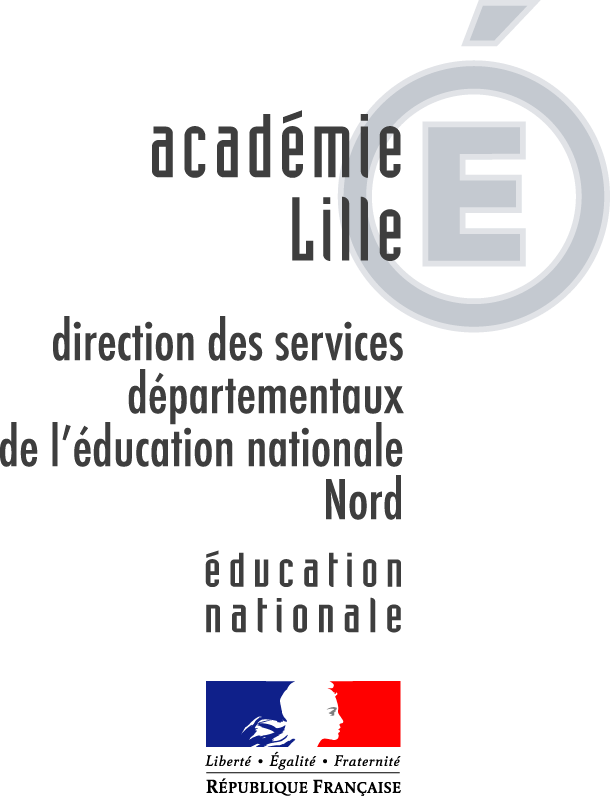 É
académie
Lille
direction des services
départementaux
de l'éducation nationale
Nord
éducation
nationale
Liberté • Égalité • Fraternité
RÉPUBLIQUE FRANÇAISE